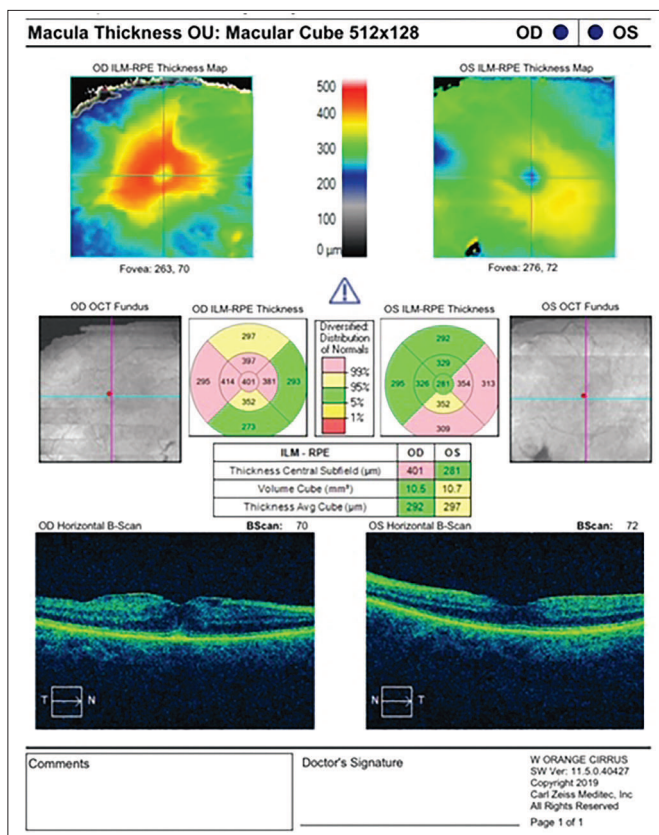 Macula Thickness OU: Macular Cube 512x128 OD OS
OD ILM-RPE Thickness Map
OS ILM-RPE Thickness Map
500
400
300
200
100
0 µm
Fovea: 263, 70
Fovea: 276, 72
OD OCT Fundus
OD ILM-RPE Thickness
OS ILM-RPE Thickness
OS OCT Fundus
297
397
295 414 401 381 293
352
273
Diversified:
Distribution
of Normals
99%
95%
5%
1%
292
329
295 326 281 354 313
352
309
ILM - RPE OD OS
Thickness Central Subfield (µm) 401 281
Volume Cube (mm³) 10.5 10.7
Thickness Avg Cube (µm) 292 297
OD Horizontal B-Scan BScan: 70
OS Horizontal B-Scan BScan: 72
T N
N T
Comments
Doctor's Signature
W ORANGE CIRRUS
SW Ver: 11.5.0.40427
Copyright 2019
Carl Zeiss Meditec, Inc
All Rights Reserved
Page 1 of 1